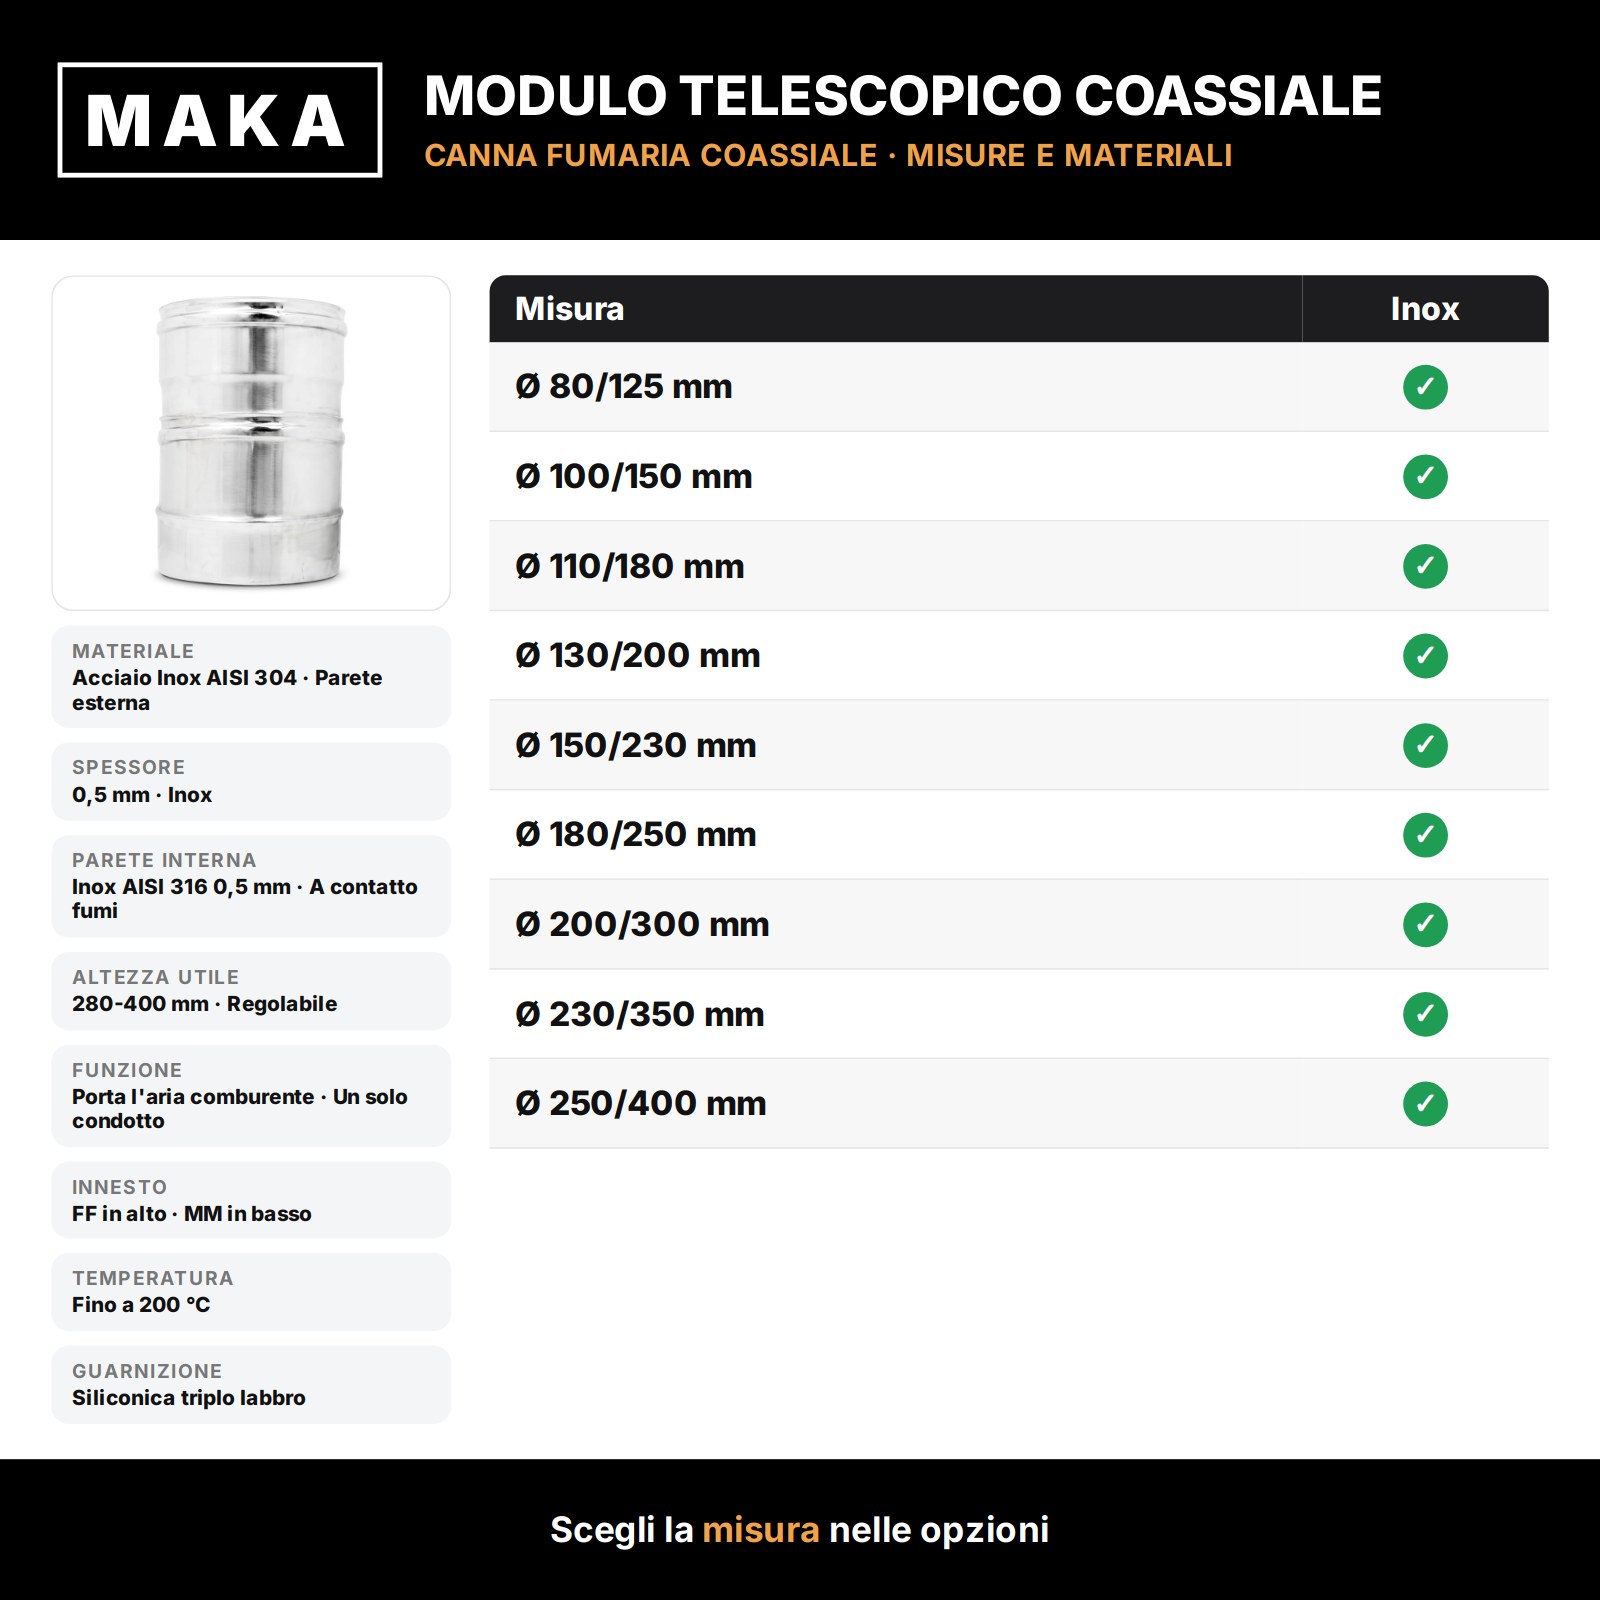 MAKA
MODULO TELESCOPICO COASSIALE
CANNA FUMARIA COASSIALE · MISURE E MATERIALI
MATERIALE
Acciaio Inox AISI 304 · Parete
esterna
SPESSORE
0,5 mm · Inox
PARETE INTERNA
Inox AISI 316 0,5 mm · A contatto
fumi
ALTEZZA UTILE
280-400 mm · Regolabile
FUNZIONE
Porta l'aria comburente · Un solo
condotto
INNESTO
FF in alto · MM in basso
TEMPERATURA
Fino a 200 °C
GUARNIZIONE
Siliconica triplo labbro
Misura Inox
Ø 80/125 mm ✓
Ø 100/150 mm ✓
Ø 110/180 mm ✓
Ø 130/200 mm ✓
Ø 150/230 mm ✓
Ø 180/250 mm ✓
Ø 200/300 mm ✓
Ø 230/350 mm ✓
Ø 250/400 mm ✓
Scegli la misura nelle opzioni